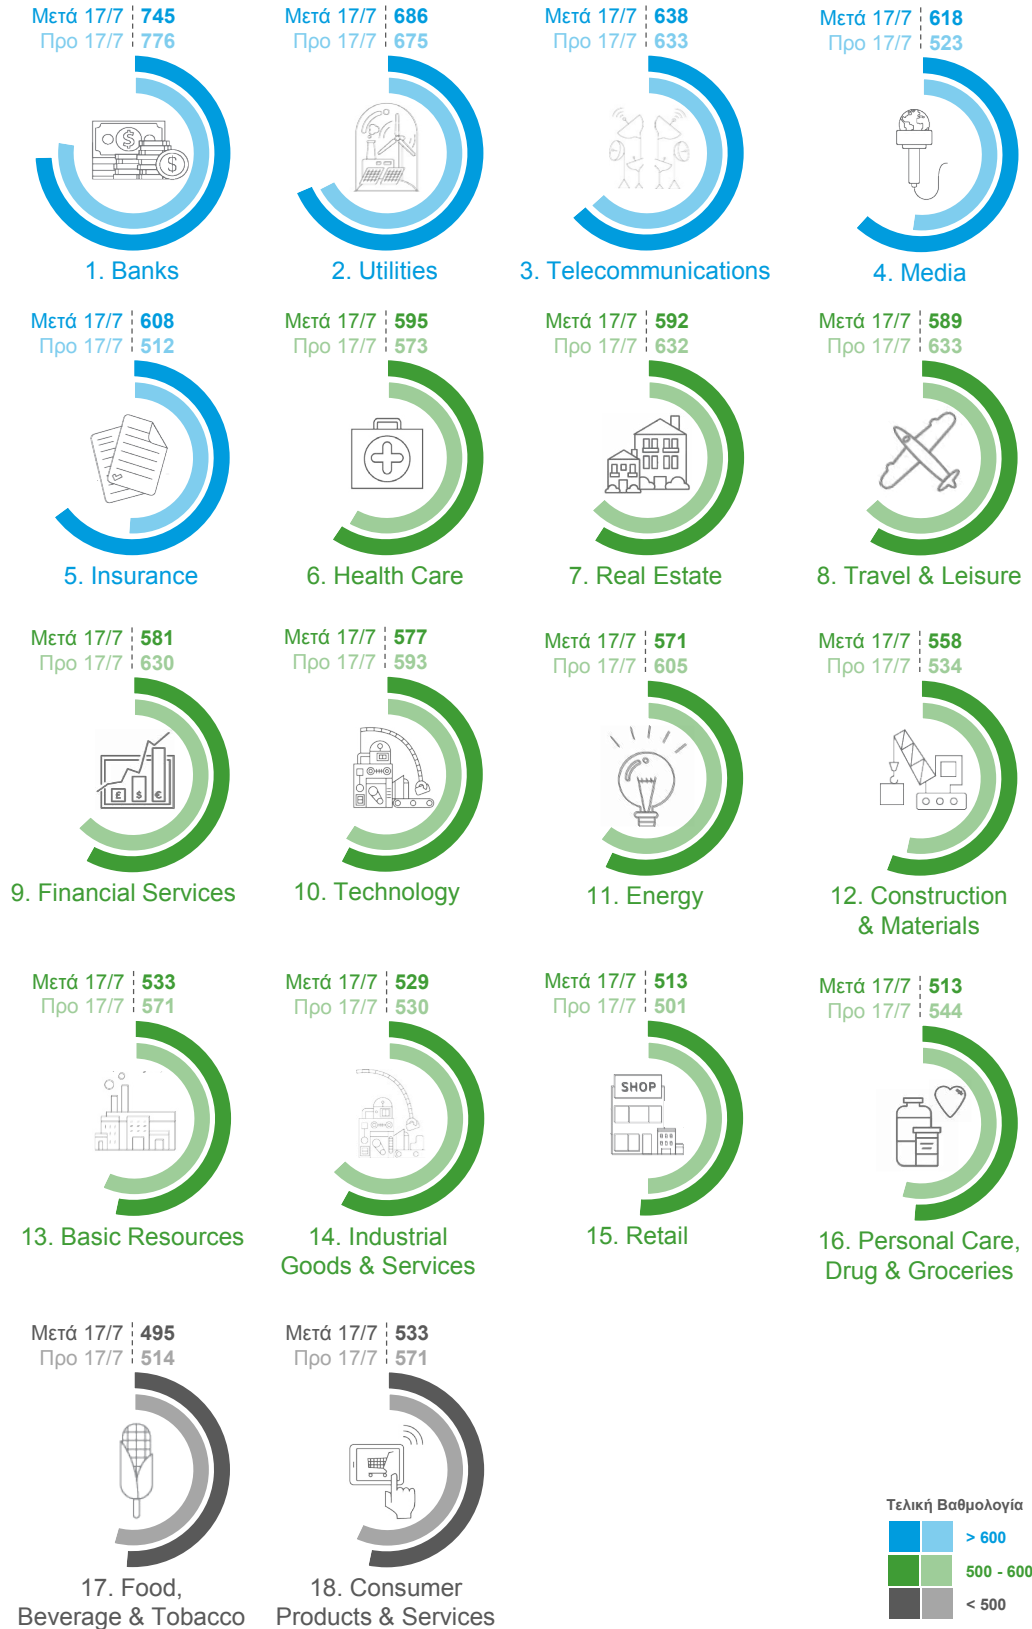 Μετά 17/7 745
Προ 17/7 776
1. Banks
Μετά 17/7 686
Προ 17/7 675
2. Utilities
Μετά 17/7 638
Προ 17/7 633
3. Telecommunications
Μετά 17/7 618
Προ 17/7 523
4. Media
Μετά 17/7 608
Προ 17/7 512
5. Insurance
Μετά 17/7 595
Προ 17/7 573
6. Health Care
Μετά 17/7 592
Προ 17/7 632
7. Real Estate
Μετά 17/7 589
Προ 17/7 633
8. Travel & Leisure
Μετά 17/7 581
Προ 17/7 630
£ $ €
9. Financial Services
Μετά 17/7 577
Προ 17/7 593
10. Technology
Μετά 17/7 571
Προ 17/7 605
11. Energy
Μετά 17/7 558
Προ 17/7 534
12. Construction
& Materials
Μετά 17/7 533
Προ 17/7 571
13. Basic Resources
Μετά 17/7 529
Προ 17/7 530
14. Industrial
Goods & Services
Μετά 17/7 513
Προ 17/7 501
SHOP
15. Retail
Μετά 17/7 513
Προ 17/7 544
16. Personal Care,
Drug & Groceries
Μετά 17/7 495
Προ 17/7 514
17. Food,
Beverage & Tobacco
Μετά 17/7 533
Προ 17/7 571
18. Consumer
Products & Services
Τελική Βαθμολογία
> 600
500 - 600
< 500